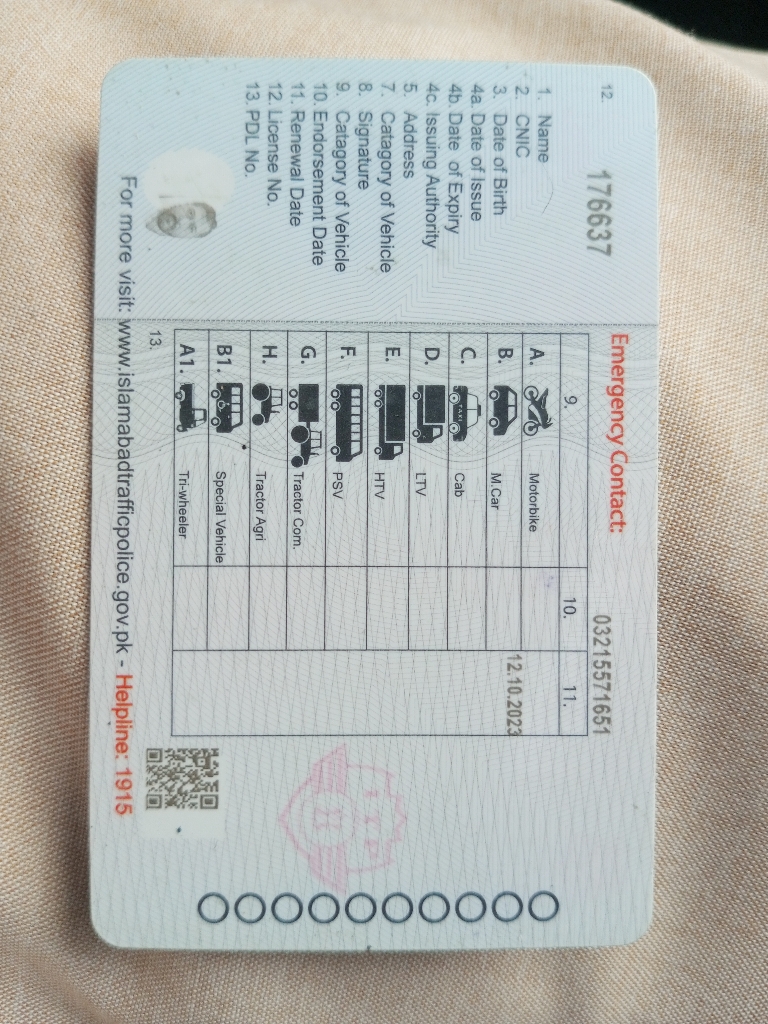 12. 176637
Emergency Contact: 03215571651
1. Name
2. CNIC
3. Date of Birth
4a. Date of Issue
4b. Date of Expiry
4c. Issuing Authority
5. Address
7. Catagory of Vehicle
8. Signature
9. Catagory of Vehicle
10. Endorsement Date
11. Renewal Date
12. License No.
13. PDL No.
9. 10. 11.
A. Motorbike
B. M.Car 12.10.2023
C. TAXI Cab
D. LTV
E. HTV
F. PSV
G. Tractor Com.
H. Tractor Agri
B1. Special Vehicle
A1. Tri-wheeler
13.
ITP
For more visit: www.islamabadtrafficpolice.gov.pk - Helpline: 1915